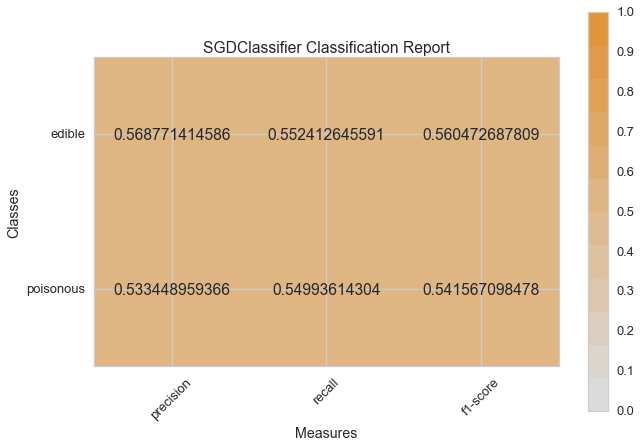 SGDClassifier Classification Report
edible 0.568771414586 0.552412645591 0.560472687809
poisonous 0.533448959366 0.54993614304 0.541567098478
precision recall f1-score
Measures
Classes
1.0
0.9
0.8
0.7
0.6
0.5
0.4
0.3
0.2
0.1
0.0